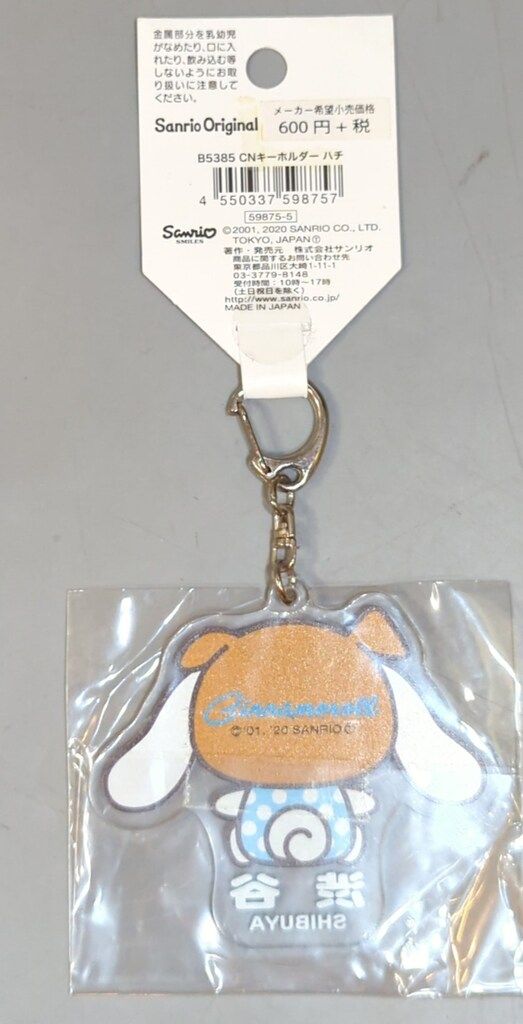 金属部分を乳幼児
がなめたり、口に入
れたり、飲み込む等
しないようにお取
り扱いに注意して
ください。
Sanrio Original
メーカー希望小売価格
600円+税
B5385 CNキーホルダー ハチ
4 550337 598757
59875-5
Sanrio
SMILES
©2001, 2020 SANRIO CO., LTD.
TOKYO, JAPAN Ⓣ
著作・発売元 株式会社サンリオ
商品に関するお問い合わせ先
東京都品川区大崎1-11-1
03-3779-8148
受付時間:10時〜17時
(土日祝日を除く)
http://www.sanrio.co.jp/
MADE IN JAPAN
Cinnamoroll
©'01, '20 SANRIO Ⓣ
渋谷
SHIBUYA